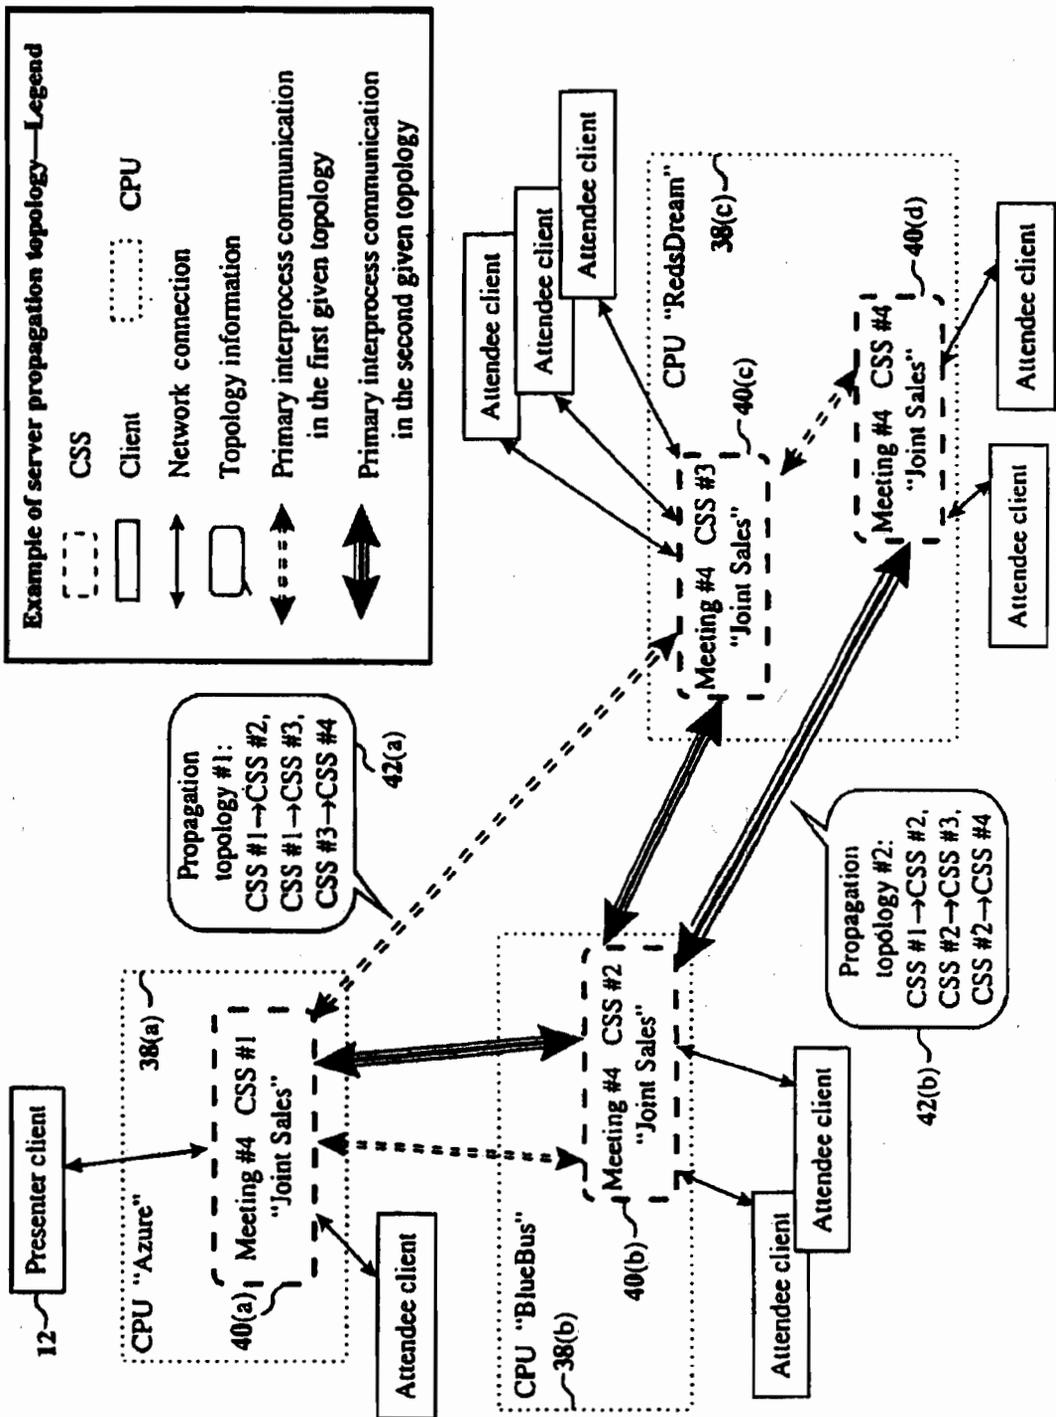 Example of server propagation topology—Legend
CSS
CPU
Client
Network connection
Topology information
Primary interprocess communication
in the first given topology
Primary interprocess communication
in the second given topology
12
Presenter client
CPU "Azure"
38(a)
Meeting #4 CSS #1
"Joint Sales"
40(a)
Attendee client
Propagation
topology #1:
CSS #1→CSS #2,
CSS #1→CSS #3,
CSS #3→CSS #4
42(a)
CPU "BlueBus"
38(b)
Meeting #4 CSS #2
"Joint Sales"
40(b)
Attendee client
Attendee client
Attendee client
Attendee client
Attendee client
CPU "RedsDream"
38(c)
Meeting #4 CSS #3
"Joint Sales"
40(c)
Meeting #4 CSS #4
"Joint Sales"
40(d)
Attendee client
Attendee client
Propagation
topology #2:
CSS #1→CSS #2,
CSS #2→CSS #3,
CSS #2→CSS #4
42(b)